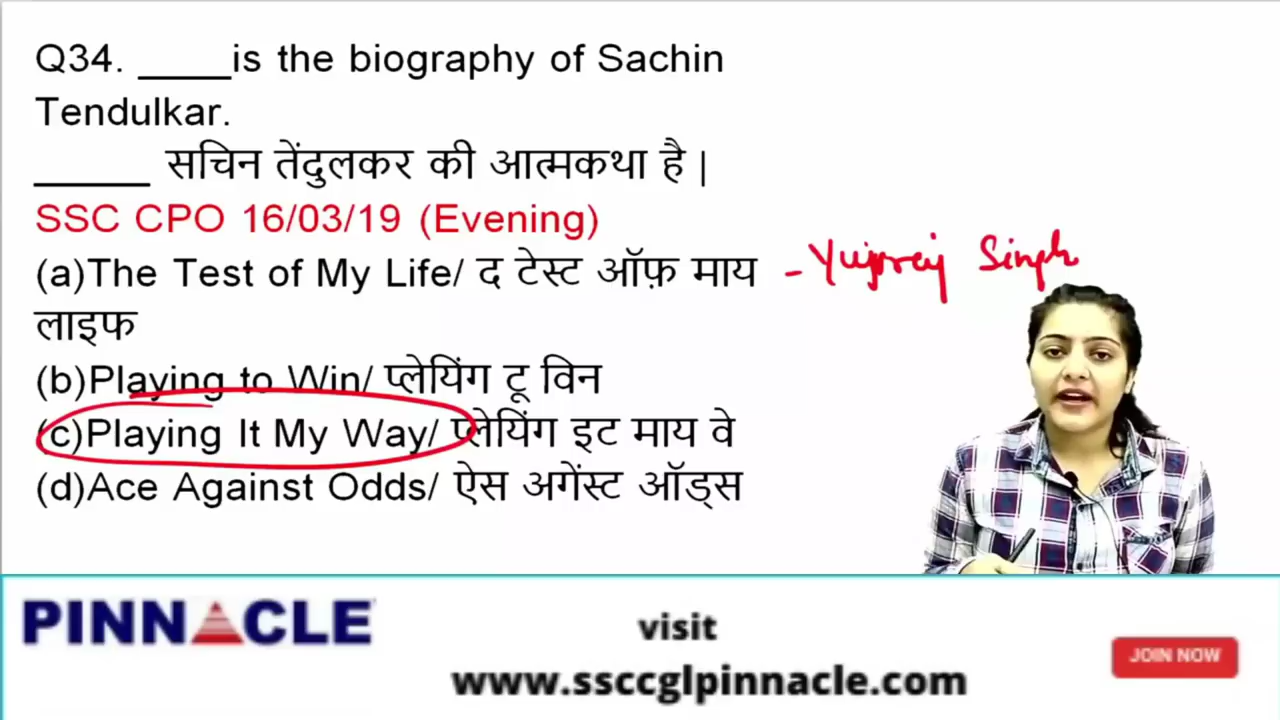 Q34. ____is the biography of Sachin
Tendulkar.
_____ सचिन तेंदुलकर की आत्मकथा है |
SSC CPO 16/03/19 (Evening)
(a)The Test of My Life/ द टेस्ट ऑफ़ माय - Yuvraj Singh
लाइफ
(b)Playing to Win/ प्लेयिंग टू विन
(c)Playing It My Way/ प्लेयिंग इट माय वे
(d)Ace Against Odds/ ऐस अगेंस्ट ऑड्स
PINNACLE
visit
www.ssccglpinnacle.com
JOIN NOW